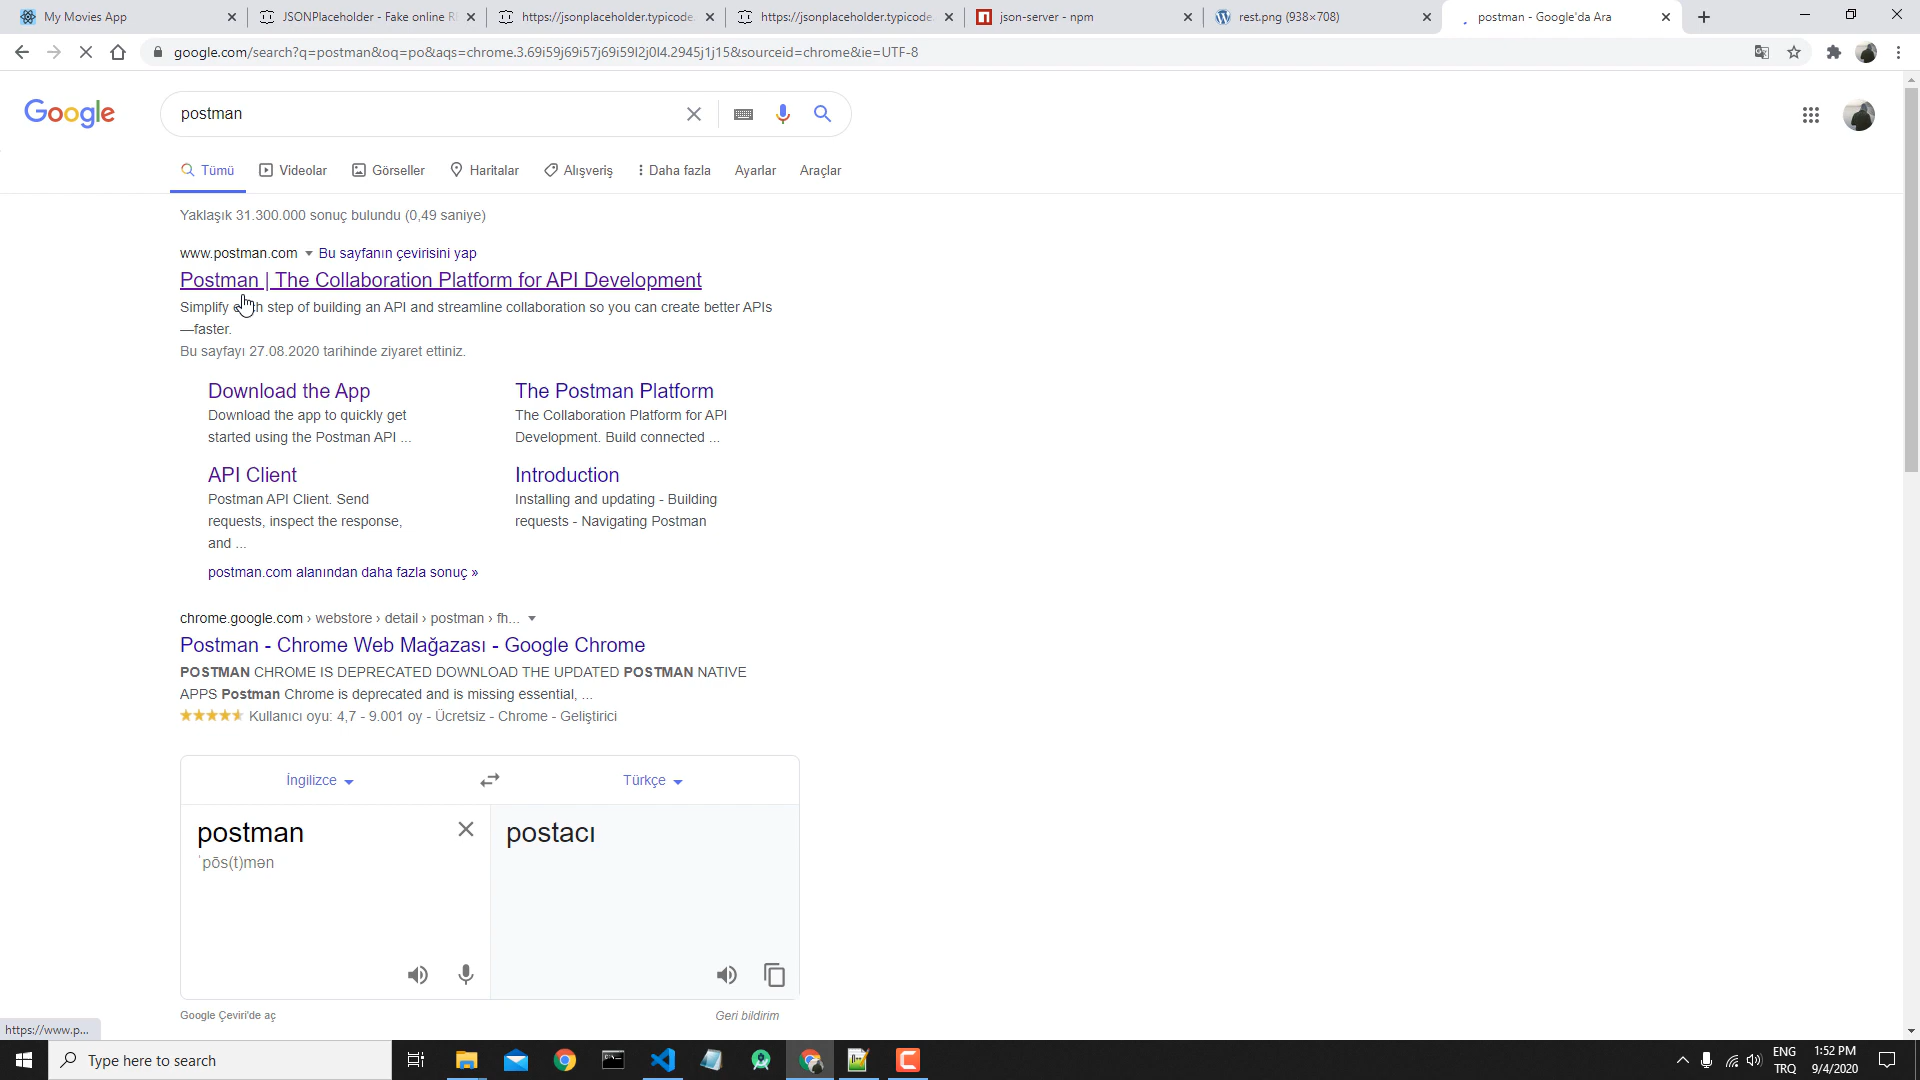 My Movies App
JSONPlaceholder - Fake online R
https://jsonplaceholder.typicode.
https://jsonplaceholder.typicode.
json-server - npm
rest.png (938×708)
postman - Google'da Ara
google.com/search?q=postman&oq=po&aqs=chrome.3.69i59j69i57j69i59l2j0l4.2945j1j15&sourceid=chrome&ie=UTF-8
Google
postman
Tümü
Videolar
Görseller
Haritalar
Alışveriş
Daha fazla
Ayarlar
Araçlar
Yaklaşık 31.300.000 sonuç bulundu (0,49 saniye)
www.postman.com Bu sayfanın çevirisini yap
Postman | The Collaboration Platform for API Development
Simplify step of building an API and streamline collaboration so you can create better APIs
—faster.
Bu sayfayı 27.08.2020 tarihinde ziyaret ettiniz.
Download the App
Download the app to quickly get
started using the Postman API ...
The Postman Platform
The Collaboration Platform for API
Development. Build connected ...
API Client
Postman API Client. Send
requests, inspect the response,
and ...
Introduction
Installing and updating - Building
requests - Navigating Postman
postman.com alanından daha fazla sonuç »
chrome.google.com › webstore › detail › postman › fh...
Postman - Chrome Web Mağazası - Google Chrome
POSTMAN CHROME IS DEPRECATED DOWNLOAD THE UPDATED POSTMAN NATIVE
APPS Postman Chrome is deprecated and is missing essential, ...
Kullanıcı oyu: 4,7 - 9.001 oy - Ücretsiz - Chrome - Geliştirici
İngilizce
Türkçe
postman
ˈpōs(t)mən
postacı
Google Çeviri'de aç
Geri bildirim
https://www.p...
Type here to search
ENG
TRQ
1:52 PM
9/4/2020